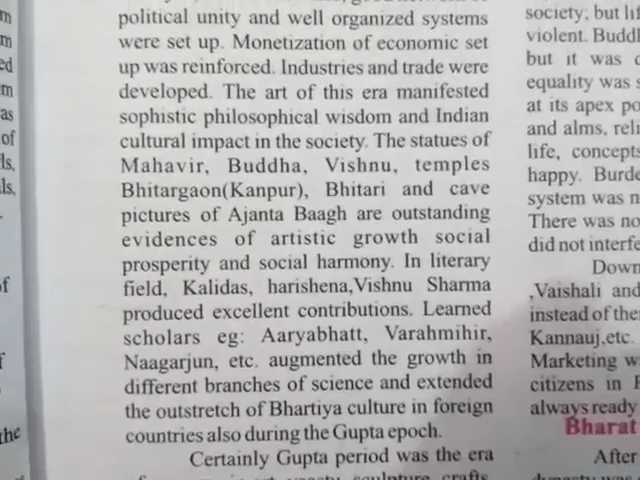 political unity and well organized systems
were set up. Monetization of economic set
up was reinforced. Industries and trade were
developed. The art of this era manifested
sophistic philosophical wisdom and Indian
cultural impact in the society. The statues of
Mahavir, Buddha, Vishnu, temples
Bhitargaon(Kanpur), Bhitari and cave
pictures of Ajanta Baagh are outstanding
evidences of artistic growth social
prosperity and social harmony. In literary
field, Kalidas, harishena,Vishnu Sharma
produced excellent contributions. Learned
scholars eg: Aaryabhatt, Varahmihir,
Naagarjun, etc. augmented the growth in
different branches of science and extended
the outstretch of Bhartiya culture in foreign
countries also during the Gupta epoch.
Certainly Gupta period was the era
society; but
violent.
but it was
equality was
at its apex
and alms,
life, concepts
happy.
system was
There was no
did not
Down
,Vaishali and
instead of
Kannauj,etc.
Marketing
citizens in
always ready
Bharat
After
of
the